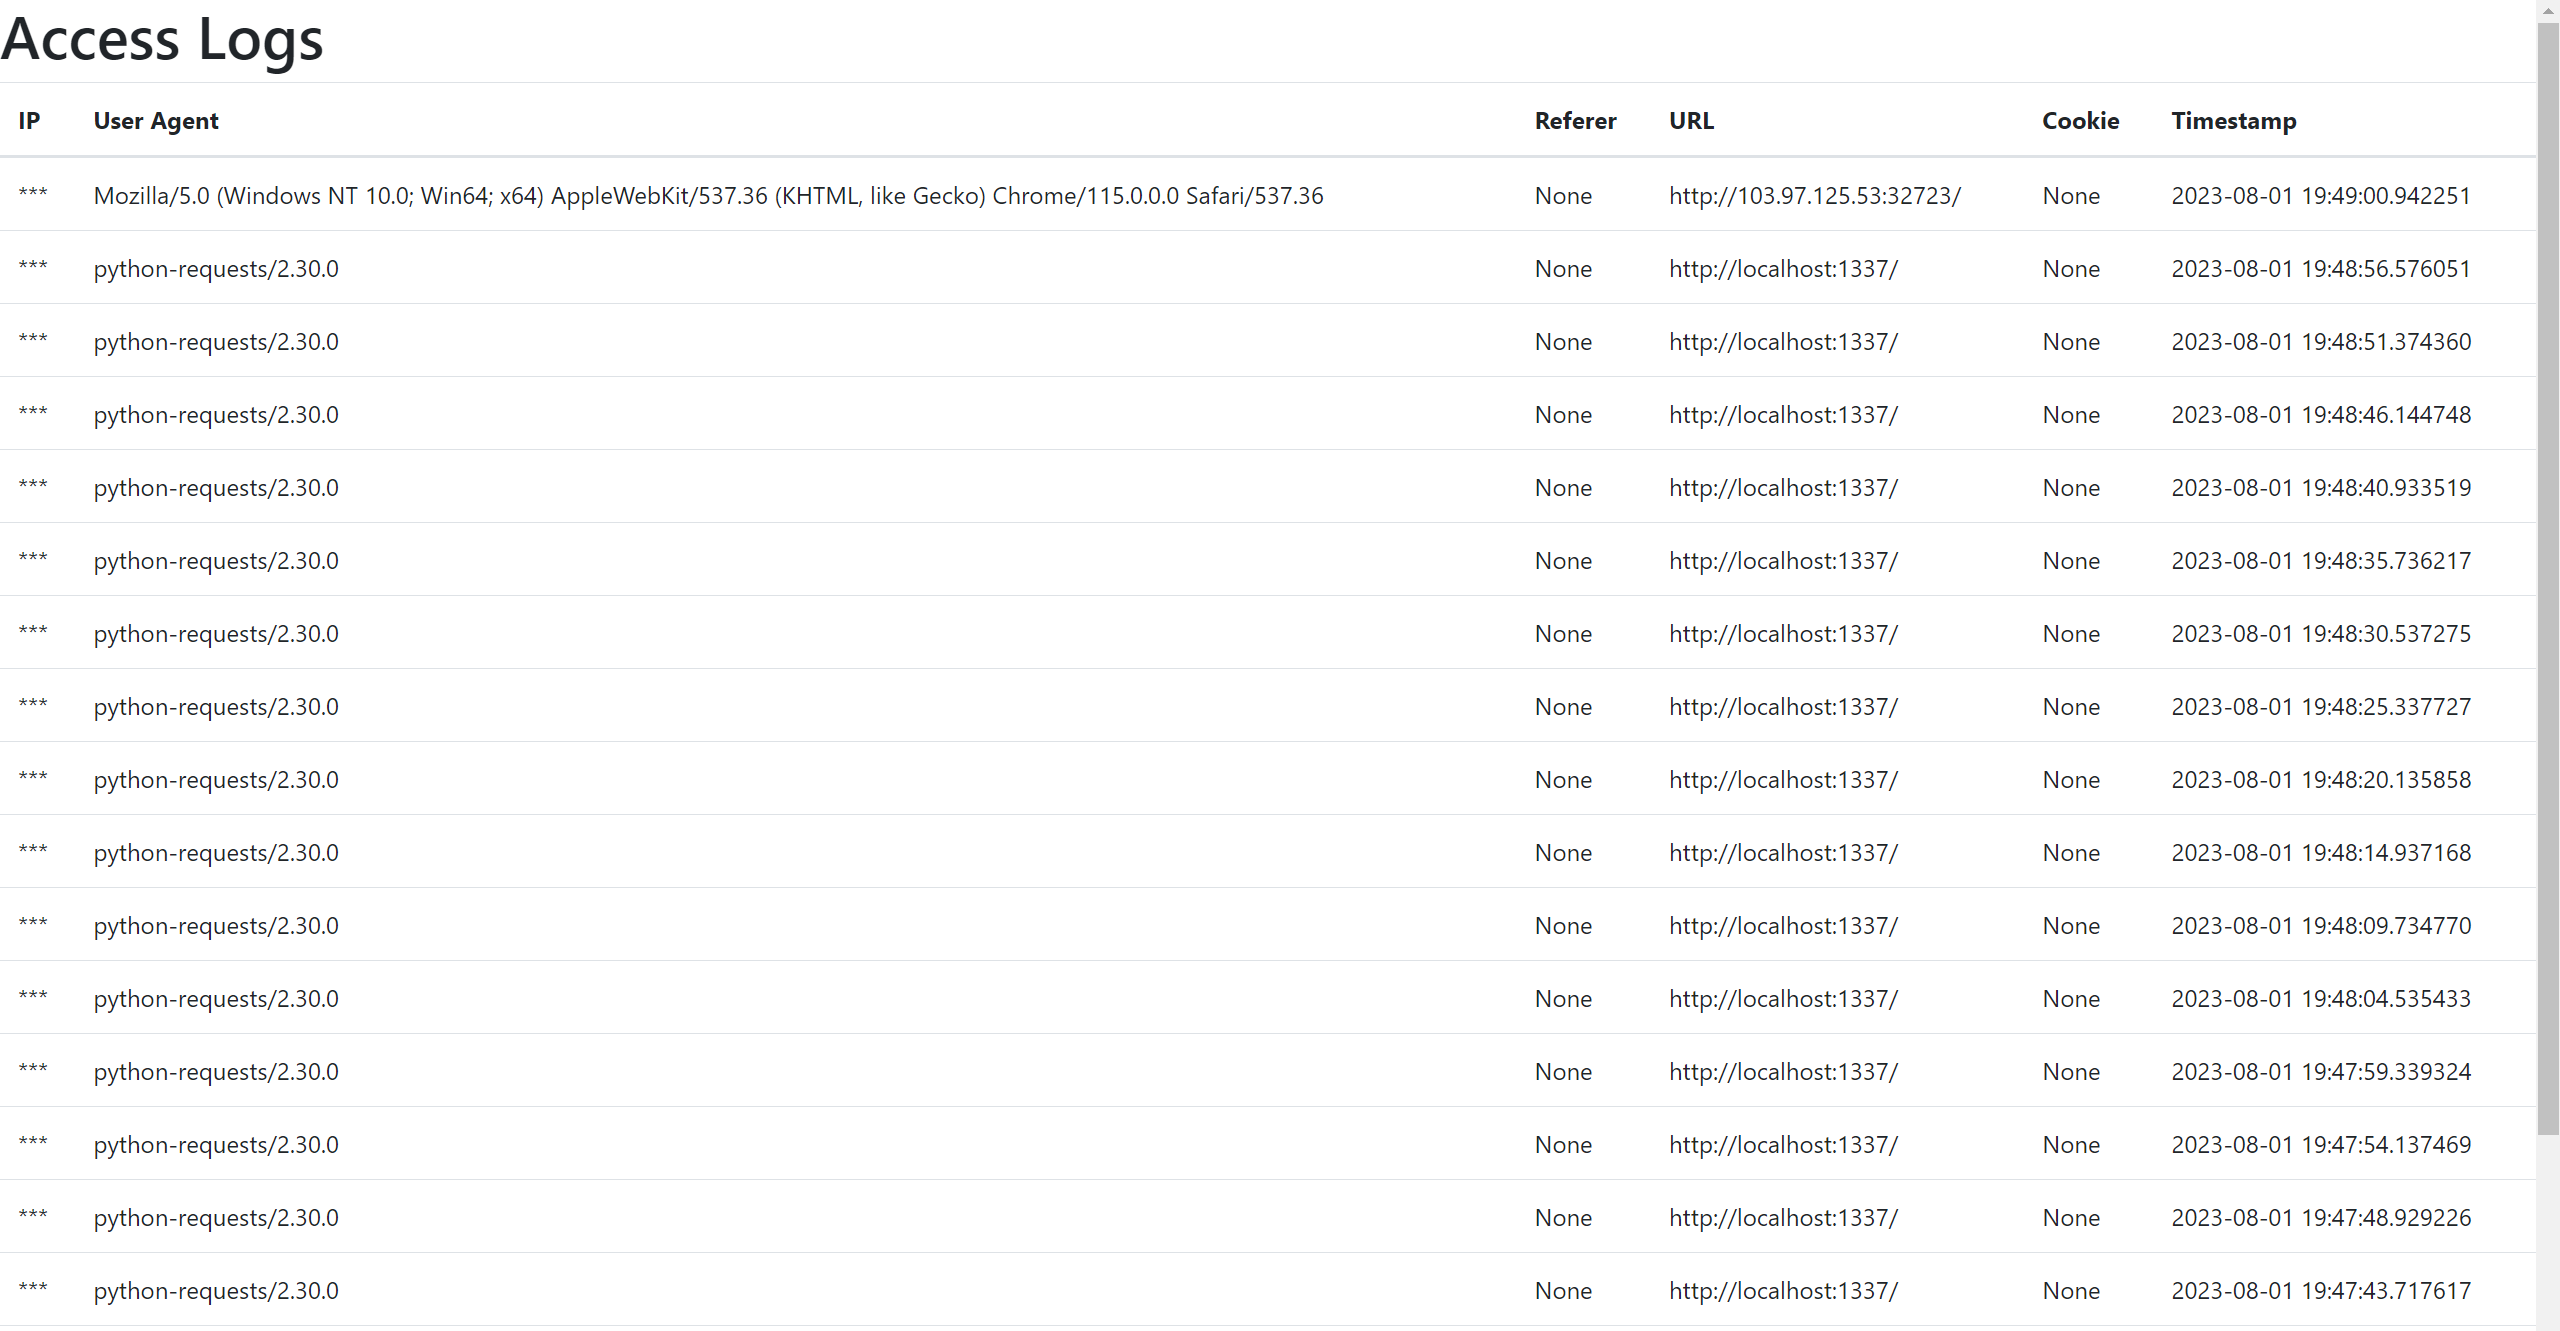 Access Logs
IP User Agent Referer URL Cookie Timestamp
*** Mozilla/5.0 (Windows NT 10.0; Win64; x64) AppleWebKit/537.36 (KHTML, like Gecko) Chrome/115.0.0.0 Safari/537.36 None http://103.97.125.53:32723/ None 2023-08-01 19:49:00.942251
*** python-requests/2.30.0 None http://localhost:1337/ None 2023-08-01 19:48:56.576051
*** python-requests/2.30.0 None http://localhost:1337/ None 2023-08-01 19:48:51.374360
*** python-requests/2.30.0 None http://localhost:1337/ None 2023-08-01 19:48:46.144748
*** python-requests/2.30.0 None http://localhost:1337/ None 2023-08-01 19:48:40.933519
*** python-requests/2.30.0 None http://localhost:1337/ None 2023-08-01 19:48:35.736217
*** python-requests/2.30.0 None http://localhost:1337/ None 2023-08-01 19:48:30.537275
*** python-requests/2.30.0 None http://localhost:1337/ None 2023-08-01 19:48:25.337727
*** python-requests/2.30.0 None http://localhost:1337/ None 2023-08-01 19:48:20.135858
*** python-requests/2.30.0 None http://localhost:1337/ None 2023-08-01 19:48:14.937168
*** python-requests/2.30.0 None http://localhost:1337/ None 2023-08-01 19:48:09.734770
*** python-requests/2.30.0 None http://localhost:1337/ None 2023-08-01 19:48:04.535433
*** python-requests/2.30.0 None http://localhost:1337/ None 2023-08-01 19:47:59.339324
*** python-requests/2.30.0 None http://localhost:1337/ None 2023-08-01 19:47:54.137469
*** python-requests/2.30.0 None http://localhost:1337/ None 2023-08-01 19:47:48.929226
*** python-requests/2.30.0 None http://localhost:1337/ None 2023-08-01 19:47:43.717617